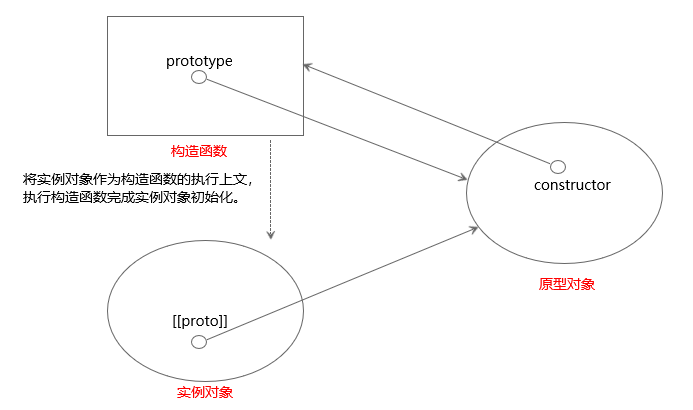 prototype
构造函数
将实例对象作为构造函数的执行上文，
执行构造函数完成实例对象初始化。
constructor
原型对象
[[proto]]
实例对象